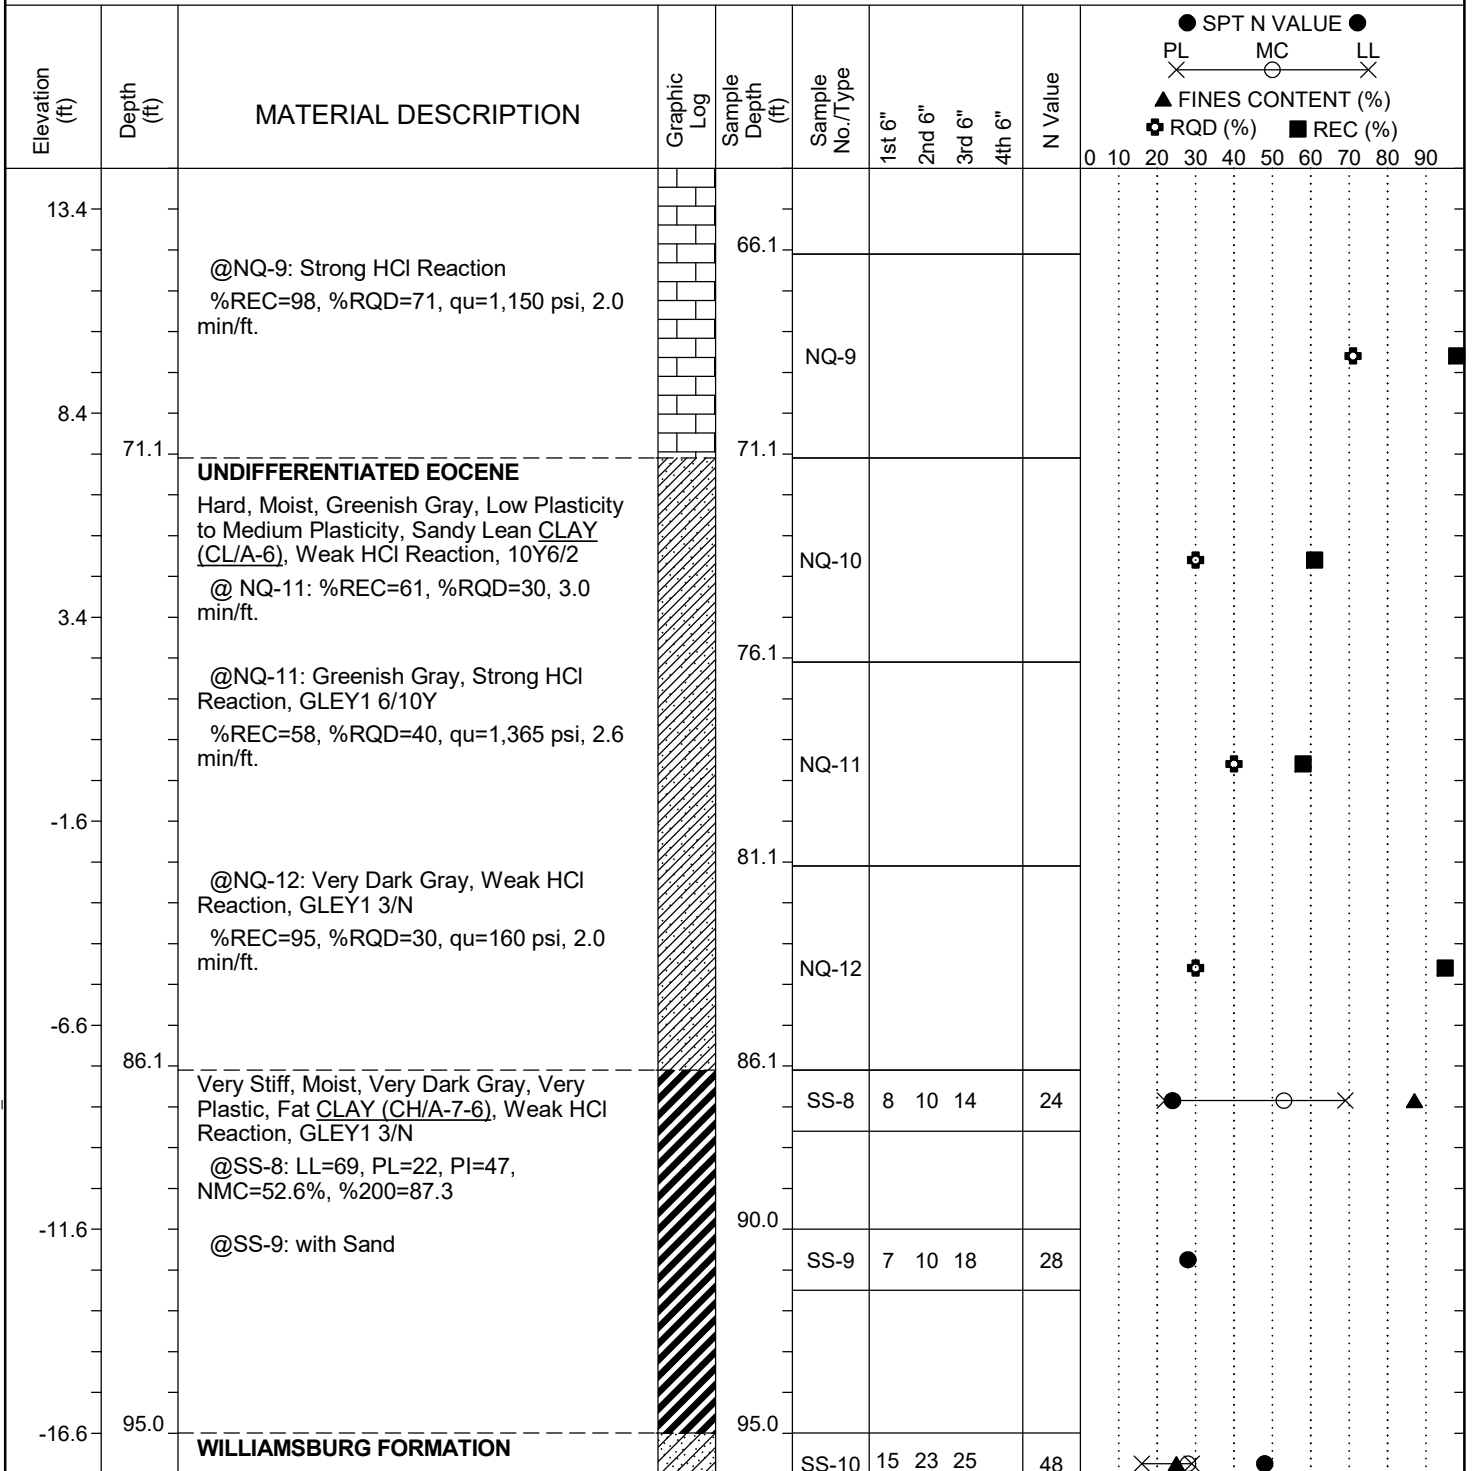 ● SPT N VALUE ●
PL MC LL
▲ FINES CONTENT (%)
RQD (%) ■ REC (%)
0 10 20 30 40 50 60 70 80 90
Elevation (ft)
Depth (ft)
MATERIAL DESCRIPTION
Graphic Log
Sample Depth (ft)
Sample No./Type
1st 6"
2nd 6"
3rd 6"
4th 6"
N Value
13.4
66.1
@NQ-9: Strong HCl Reaction
%REC=98, %RQD=71, qu=1,150 psi, 2.0
min/ft.
NQ-9
8.4
71.1 71.1
UNDIFFERENTIATED EOCENE
Hard, Moist, Greenish Gray, Low Plasticity
to Medium Plasticity, Sandy Lean CLAY
(CL/A-6), Weak HCl Reaction, 10Y6/2
NQ-10
@ NQ-11: %REC=61, %RQD=30, 3.0
min/ft.
3.4
76.1
@NQ-11: Greenish Gray, Strong HCl
Reaction, GLEY1 6/10Y
%REC=58, %RQD=40, qu=1,365 psi, 2.6
min/ft.
NQ-11
-1.6
81.1
@NQ-12: Very Dark Gray, Weak HCl
Reaction, GLEY1 3/N
%REC=95, %RQD=30, qu=160 psi, 2.0
min/ft.
NQ-12
-6.6
86.1 86.1
Very Stiff, Moist, Very Dark Gray, Very
Plastic, Fat CLAY (CH/A-7-6), Weak HCl
Reaction, GLEY1 3/N
SS-8 8 10 14 24
@SS-8: LL=69, PL=22, PI=47,
NMC=52.6%, %200=87.3
-11.6
90.0
@SS-9: with Sand
SS-9 7 10 18 28
-16.6
95.0 95.0
WILLIAMSBURG FORMATION
SS-10 15 23 25 48